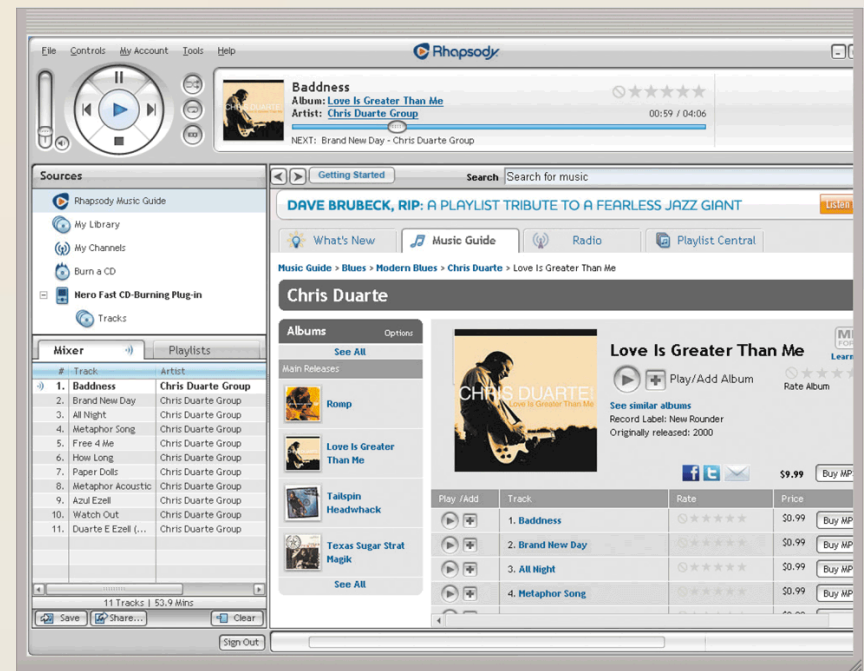 File Controls My Account Tools Help
Rhapsody
Baddness
Album: Love Is Greater Than Me
Artist: Chris Duarte Group
00:59 / 04:06
NEXT: Brand New Day - Chris Duarte Group
Sources
Rhapsody Music Guide
My Library
My Channels
Burn a CD
Nero Fast CD-Burning Plug-in
Tracks
Mixer Playlists
# Track Artist
1. Baddness Chris Duarte Group
2. Brand New Day Chris Duarte Group
3. All Night Chris Duarte Group
4. Metaphor Song Chris Duarte Group
5. Free 4 Me Chris Duarte Group
6. How Long Chris Duarte Group
7. Paper Dolls Chris Duarte Group
8. Metaphor Acoustic Chris Duarte Group
9. Azul Ezell Chris Duarte Group
10. Watch Out Chris Duarte Group
11. Duarte E Ezell (... Chris Duarte Group
11 Tracks | 53.9 Mins
Save Share... Clear
Sign Out
Getting Started Search Search for music
DAVE BRUBECK, RIP: A PLAYLIST TRIBUTE TO A FEARLESS JAZZ GIANT Listen
What's New Music Guide Radio Playlist Central
Music Guide > Blues > Modern Blues > Chris Duarte > Love Is Greater Than Me
Chris Duarte
Albums Options
See All
Main Releases
Romp
Love Is Greater
Than Me
Tailspin
Headwhack
Texas Sugar Strat
Magik
See All
CHRIS DUARTE!
Love Is Greater Than Me
Love Is Greater Than Me
Learn
Play/Add Album
Rate Album
See similar albums
Record Label: New Rounder
Originally released: 2000
$9.99 Buy MP
Play /Add Track Rate Price
1. Baddness $0.99 Buy MP
2. Brand New Day $0.99 Buy MP
3. All Night $0.99 Buy MP
4. Metaphor Song $0.99 Buy MP